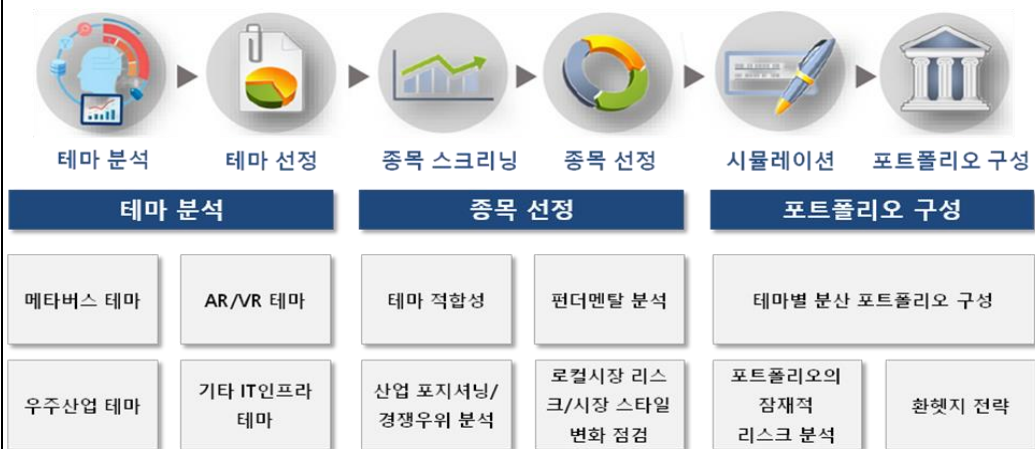 테마 분석
테마 선정
종목 스크리닝
종목 선정
시뮬레이션
포트폴리오 구성
테마 분석
종목 선정
포트폴리오 구성
메타버스 테마
AR/VR 테마
테마 적합성
펀더멘탈 분석
테마별 분산 포트폴리오 구성
우주산업 테마
기타 IT인프라
테마
산업 포지셔닝/
경쟁우위 분석
로컬시장 리스
크/시장 스타일
변화 점검
포트폴리오의
잠재적
리스크 분석
환헷지 전략